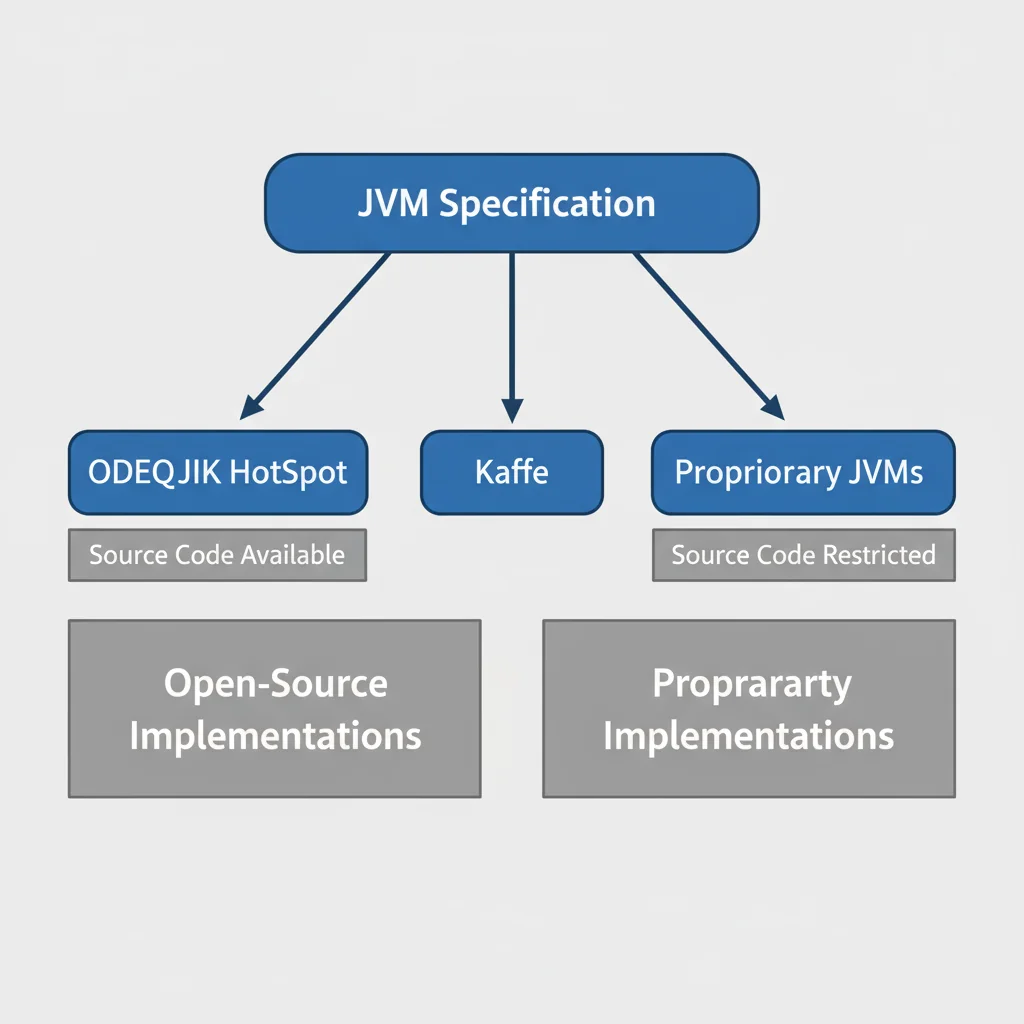 JVM Specification
ODEQJIK HotSpot
Kaffe
Propriorary JVMs
Source Code Available
Source Code Restricted
Open-Source
Implementations
Proprararty
Implementations